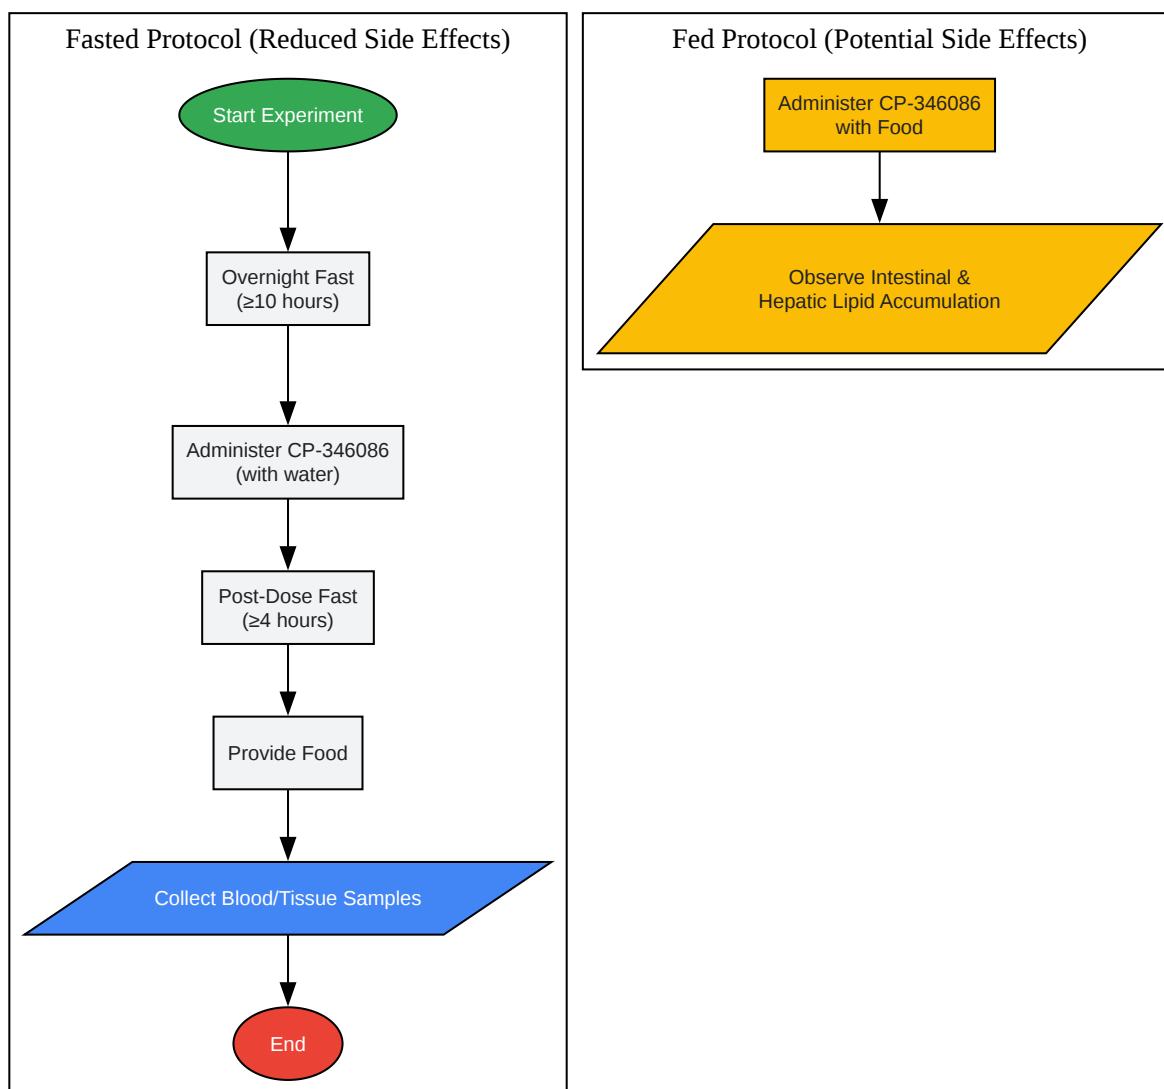 Fasted Protocol (Reduced Side Effects)
Start Experiment
Overnight Fast
(≥10 hours)
Administer CP-346086
(with water)
Post-Dose Fast
(≥4 hours)
Provide Food
Collect Blood/Tissue Samples
End
Fed Protocol (Potential Side Effects)
Administer CP-346086
with Food
Observe Intestinal &
Hepatic Lipid Accumulation